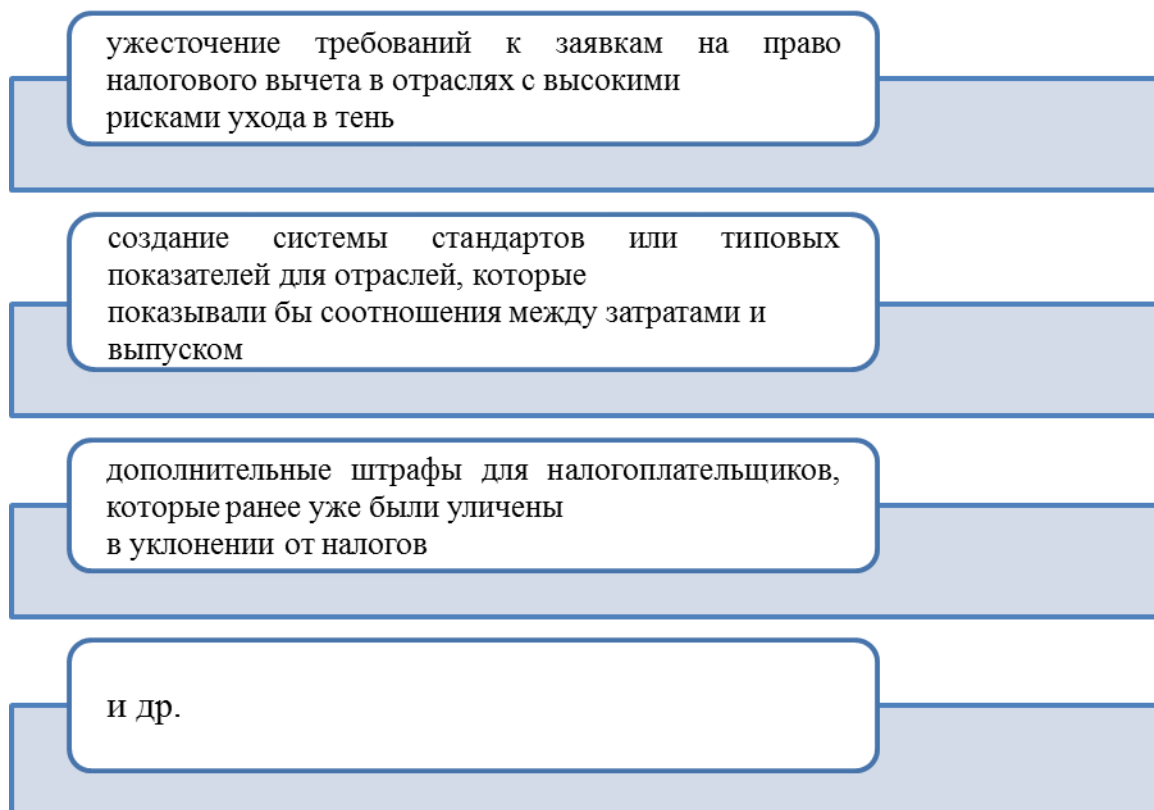 ужесточение требований к заявкам на право
налогового вычета в отраслях с высокими
рисками ухода в тень
создание системы стандартов или типовых
показателей для отраслей, которые
показывали бы соотношения между затратами и
выпуском
дополнительные штрафы для налогоплательщиков,
которые ранее уже были уличены
в уклонении от налогов
и др.